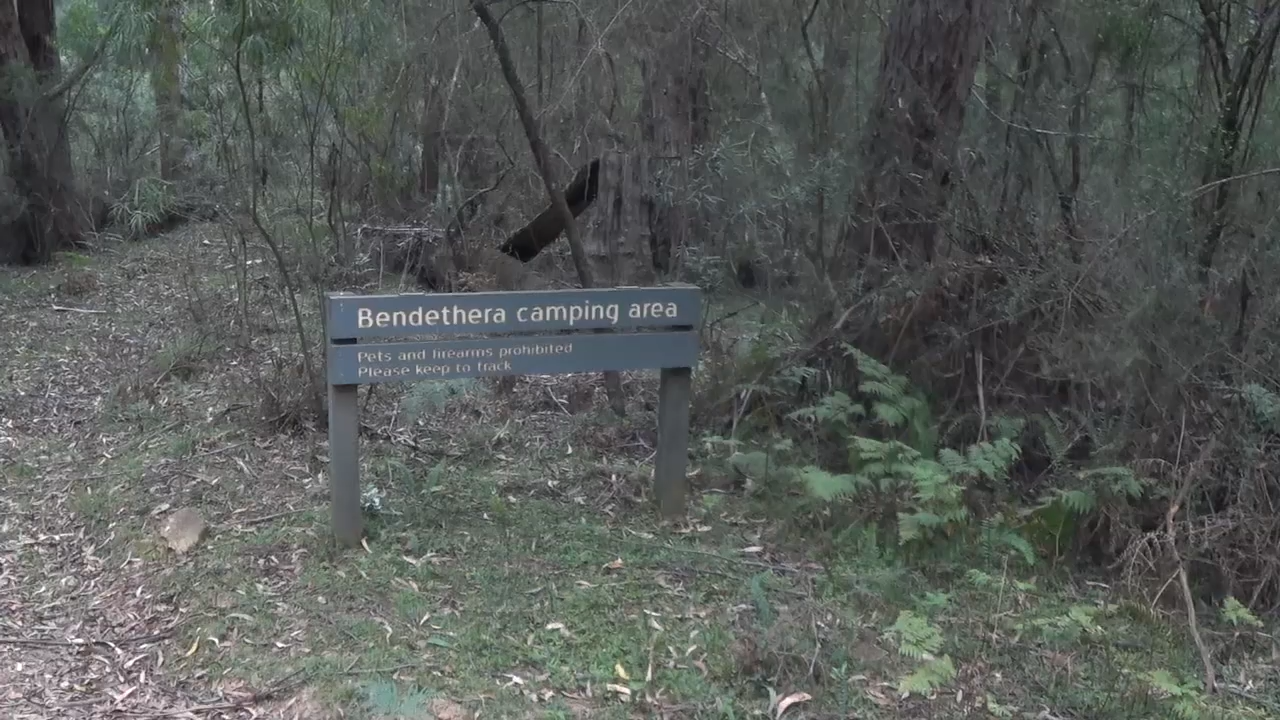 Bendethera camping area
Pets and firearms prohibited
Please keep to track